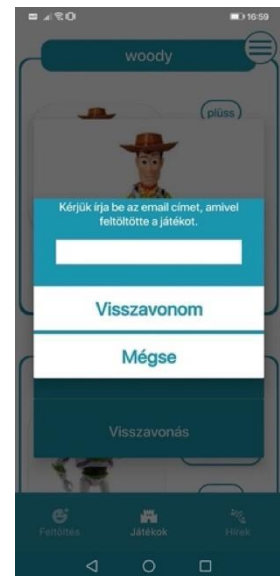 16:59
woody
plüss
Kérjük írja be az email címet, amivel
feltöltötte a játékot.
Visszavonom
Mégse
Visszavonás
Feltöltés
Játékok
Hírek